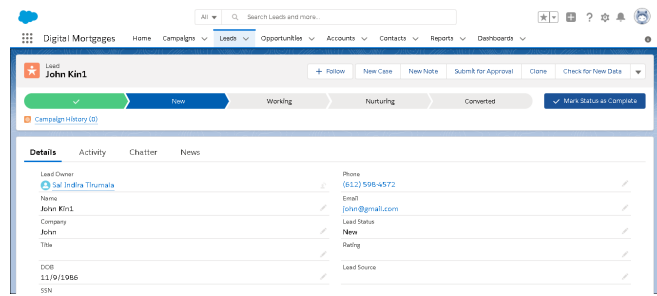 All
Search Leads and more...
Digital Mortgages Home Campaigns Leads Opportunities Accounts Contacts Reports Dashboards
Lead
John Kin1
+ Follow New Case New Note Submit for Approval Clone Check for New Data
New Working Nurturing Converted Mark Status as Complete
Campaign History (0)
Details Activity Chatter News
Lead Owner
Sai Indira Tirumala
Phone
(612) 598-4572
Name
John Kin1
Email
john@gmail.com
Company
John
Lead Status
New
Title
Rating
DOB
11/9/1986
Lead Source
SSN